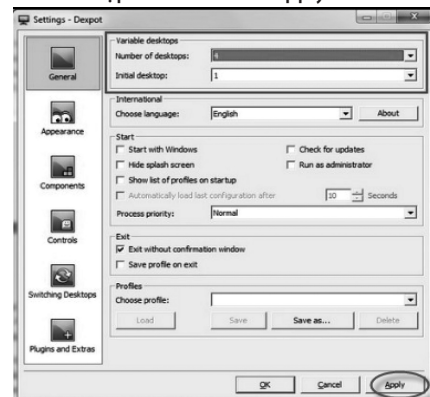 Settings - Dexpot
General
Appearance
Components
Controls
Switching Desktops
Plugins and Extras
Variable desktops
Number of desktops: 4
Initial desktop: 1
International
Choose language: English About
Start
Start with Windows Check for updates
Hide splash screen Run as administrator
Show list of profiles on startup
Automatically load last configuration after 10 Seconds
Process priority: Normal
Exit
Exit without confirmation window
Save profile on exit
Profiles
Choose profile:
Load Save Save as... Delete
OK Cancel Apply